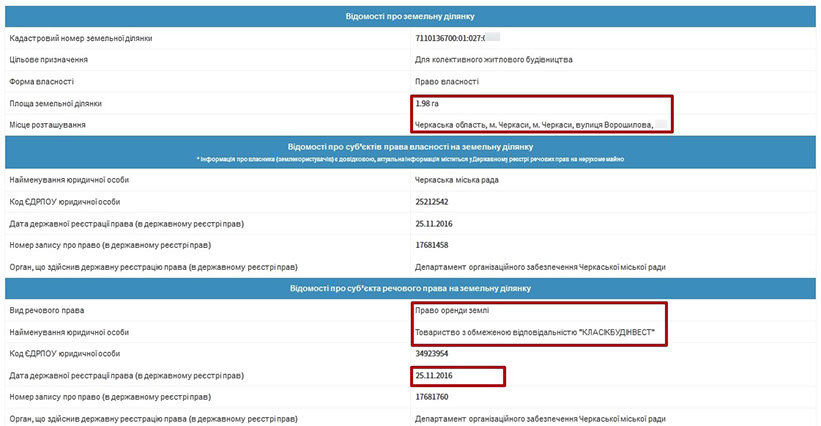 Відомості про земельну ділянку
Кадастровий номер земельної ділянки 7110136700:01:027:
Цільове призначення Для колективного житлового будівництва
Форма власності Право власності
Площа земельної ділянки 1.98 га
Місце розташування Черкаська область, м. Черкаси, м. Черкаси, вулиця Ворошилова,
Відомості про суб'єктів права власності на земельну ділянку
* Інформація про власника (землекористувачів) є довідковою, актуальна інформація міститься у Державному реєстрі речових прав на нерухоме майно
Найменування юридичної особи Черкаська міська рада
Код ЄДРПОУ юридичної особи 25212542
Дата державної реєстрації права (в державному реєстрі прав) 25.11.2016
Номер запису про право (в державному реєстрі прав) 17681458
Орган, що здійснив державну реєстрацію права (в державному реєстрі прав) Департамент організаційного забезпечення Черкаської міської ради
Відомості про суб'єкта речового права на земельну ділянку
Вид речового права Право оренди землі
Найменування юридичної особи Товариство з обмеженою відповідальністю "КЛАСІКБУДІНВЕСТ"
Код ЄДРПОУ юридичної особи 34923954
Дата державної реєстрації права (в державному реєстрі прав) 25.11.2016
Номер запису про право (в державному реєстрі прав) 17681760
Орган, що здійснив державну реєстрацію права (в державному реєстрі прав) Департамент організаційного забезпечення Черкаської міської ради